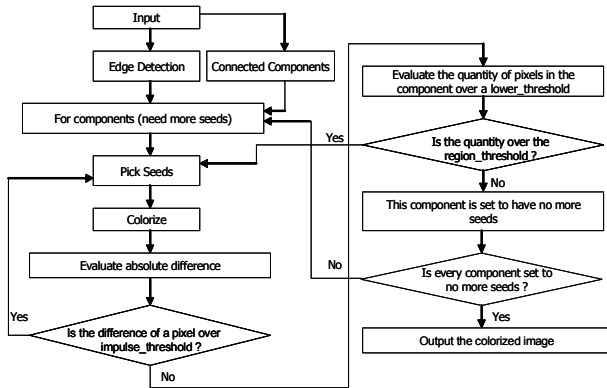 Input
Edge Detection
Connected Components
For components (need more seeds)
Pick Seeds
Colorize
Evaluate absolute difference
Yes
Is the difference of a pixel over
impulse_threshold ?
No
Evaluate the quantity of pixels in the
component over a lower_threshold
Yes
Is the quantity over the
region_threshold ?
No
This component is set to have no more
seeds
No
Is every component set to
no more seeds ?
Yes
Output the colorized image